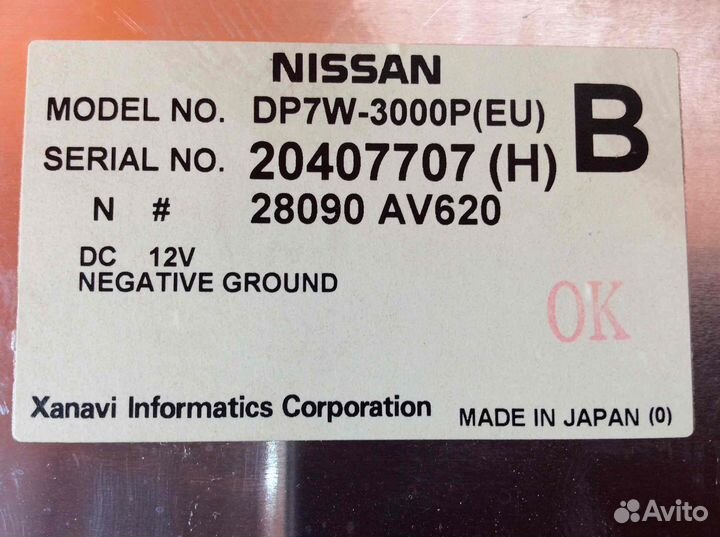 NISSAN
MODEL NO. DP7W-3000P(EU) B
SERIAL NO. 20407707 (H)
N # 28090 AV620
DC 12V
NEGATIVE GROUND
OK
Xanavi Informatics Corporation MADE IN JAPAN (0)
Avito